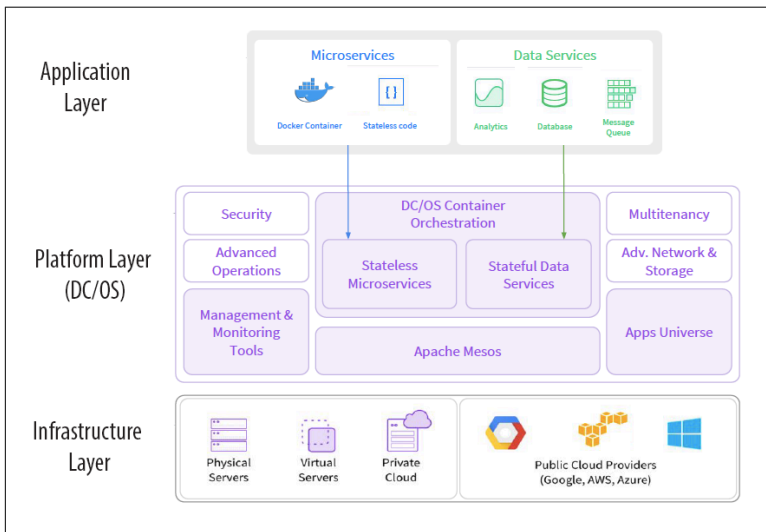 Application
Layer
Microservices
Docker Container
Stateless code
{ }
Data Services
Analytics
Database
Message
Queue
Platform Layer
(DC/OS)
Security
Advanced
Operations
Management &
Monitoring
Tools
DC/OS Container
Orchestration
Stateless
Microservices
Stateful Data
Services
Apache Mesos
Multitenancy
Adv. Network &
Storage
Apps Universe
Infrastructure
Layer
Physical
Servers
Virtual
Servers
Private
Cloud
Public Cloud Providers
(Google, AWS, Azure)